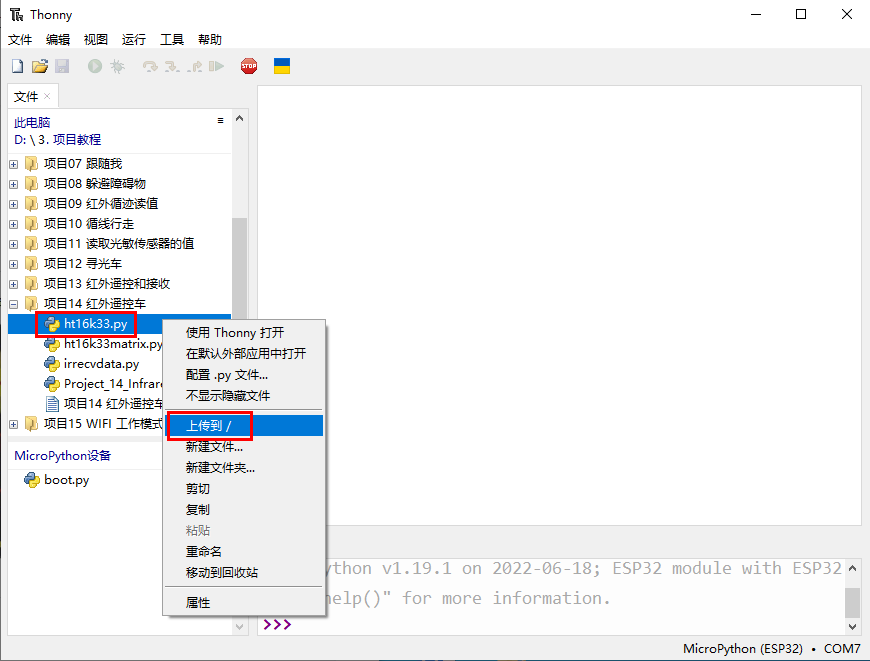 Thonny
文件 编辑 视图 运行 工具 帮助
STOP
文件 ×
此电脑
D: \ 3. 项目教程
项目07 跟随我
项目08 躲避障碍物
项目09 红外循迹读值
项目10 循线行走
项目11 读取光敏传感器的值
项目12 寻光车
项目13 红外遥控和接收
项目14 红外遥控车
ht16k33.py
ht16k33matrix.py
irrecvdata.py
Project_14_Infrare
项目14 红外遥控车
项目15 WIFI 工作模式
MicroPython设备
boot.py
使用 Thonny 打开
在默认外部应用中打开
配置 .py 文件...
不显示隐藏文件
上传到 /
新建文件...
新建文件夹...
剪切
复制
粘贴
重命名
移动到回收站
属性
ython v1.19.1 on 2022-06-18; ESP32 module with ESP32
help()" for more information.
>>>
MicroPython (ESP32) • COM7